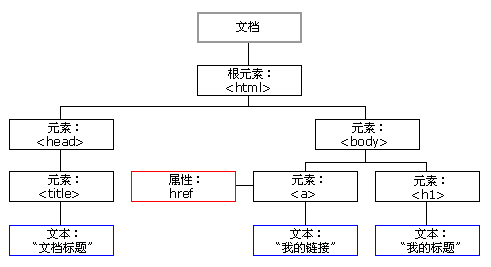 文档
根元素：
<html>
元素：
<head>
元素：
<body>
元素：
<title>
属性：
href
元素：
<a>
元素：
<h1>
文本：
“文档标题”
文本：
“我的链接”
文本：
“我的标题”